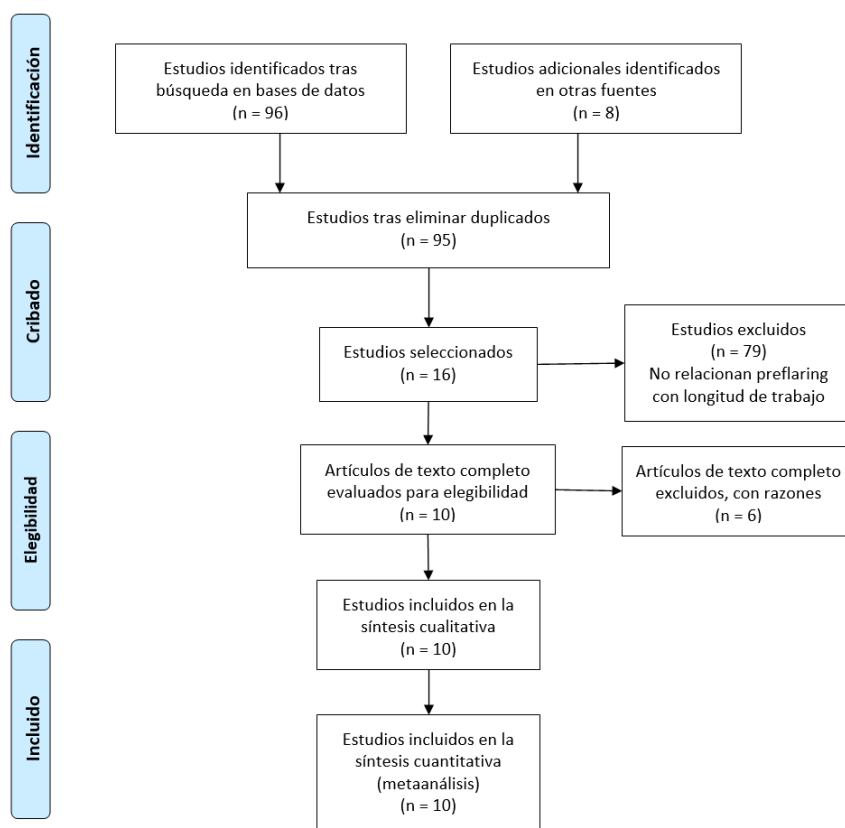 Identificación
Estudios identificados tras
búsqueda en bases de datos
(n = 96)
Estudios adicionales identificados
en otras fuentes
(n = 8)
Estudios tras eliminar duplicados
(n = 95)
Cribado
Estudios seleccionados
(n = 16)
Estudios excluidos
(n = 79)
No relacionan preflaring
con longitud de trabajo
Elegibilidad
Artículos de texto completo
evaluados para elegibilidad
(n = 10)
Artículos de texto completo
excluidos, con razones
(n = 6)
Estudios incluidos en la
síntesis cualitativa
(n = 10)
Incluido
Estudios incluidos en la
síntesis cuantitativa
(metaanálisis)
(n = 10)